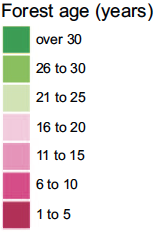 Forest age (years)
over 30
26 to 30
21 to 25
16 to 20
11 to 15
6 to 10
1 to 5